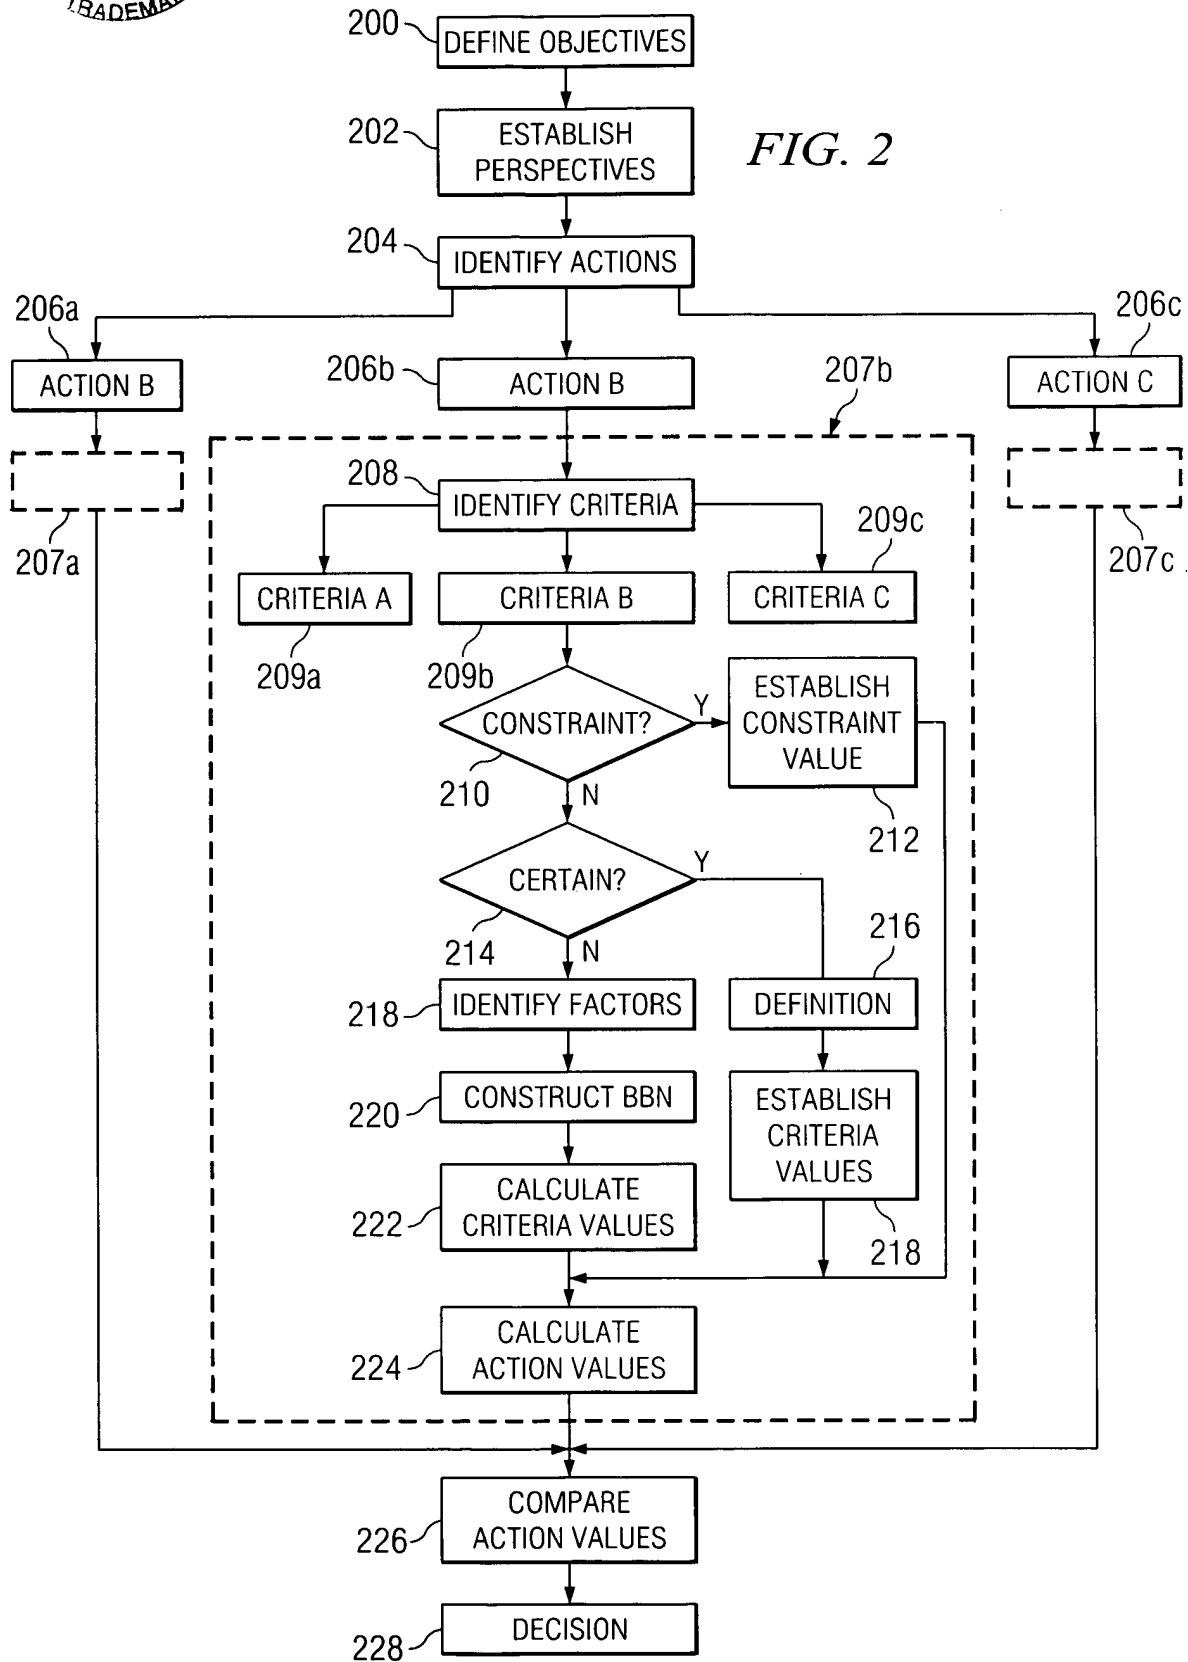 TRADEMA
200
DEFINE OBJECTIVES
202
ESTABLISH
PERSPECTIVES
FIG. 2
204
IDENTIFY ACTIONS
206a
206b
206c
ACTION B
ACTION B
ACTION C
207b
207a
207c
208
IDENTIFY CRITERIA
209c
CRITERIA A
CRITERIA B
CRITERIA C
209a
209b
CONSTRAINT?
Y
ESTABLISH
CONSTRAINT
VALUE
210
N
212
CERTAIN?
Y
214
N
216
218
IDENTIFY FACTORS
DEFINITION
220
CONSTRUCT BBN
ESTABLISH
CRITERIA
VALUES
222
CALCULATE
CRITERIA VALUES
218
224
CALCULATE
ACTION VALUES
226
COMPARE
ACTION VALUES
228
DECISION